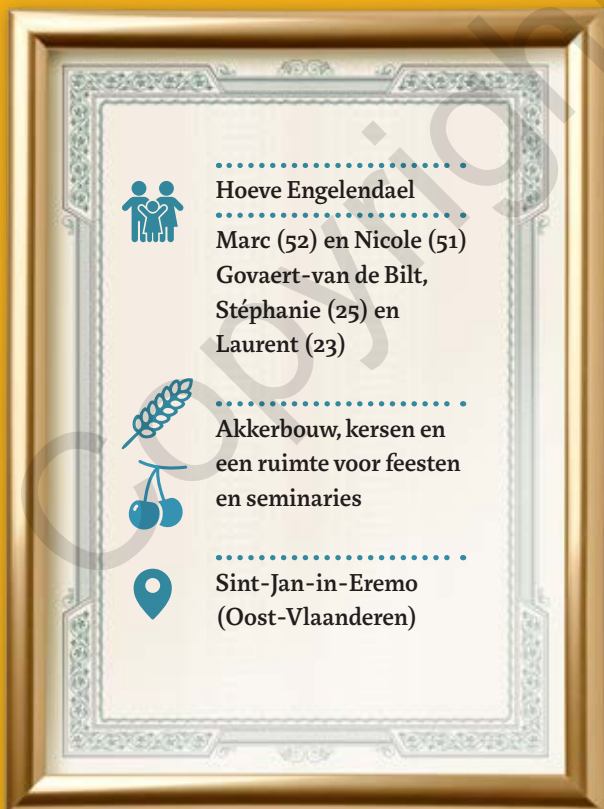 Hoeve Engelendael
Marc (52) en Nicole (51)
Govaert-van de Bilt,
Stéphanie (25) en
Laurent (23)
Akkerbouw, kersen en
een ruimte voor feesten
en seminaries
Sint-Jan-in-Eremo
(Oost-Vlaanderen)
Copyright